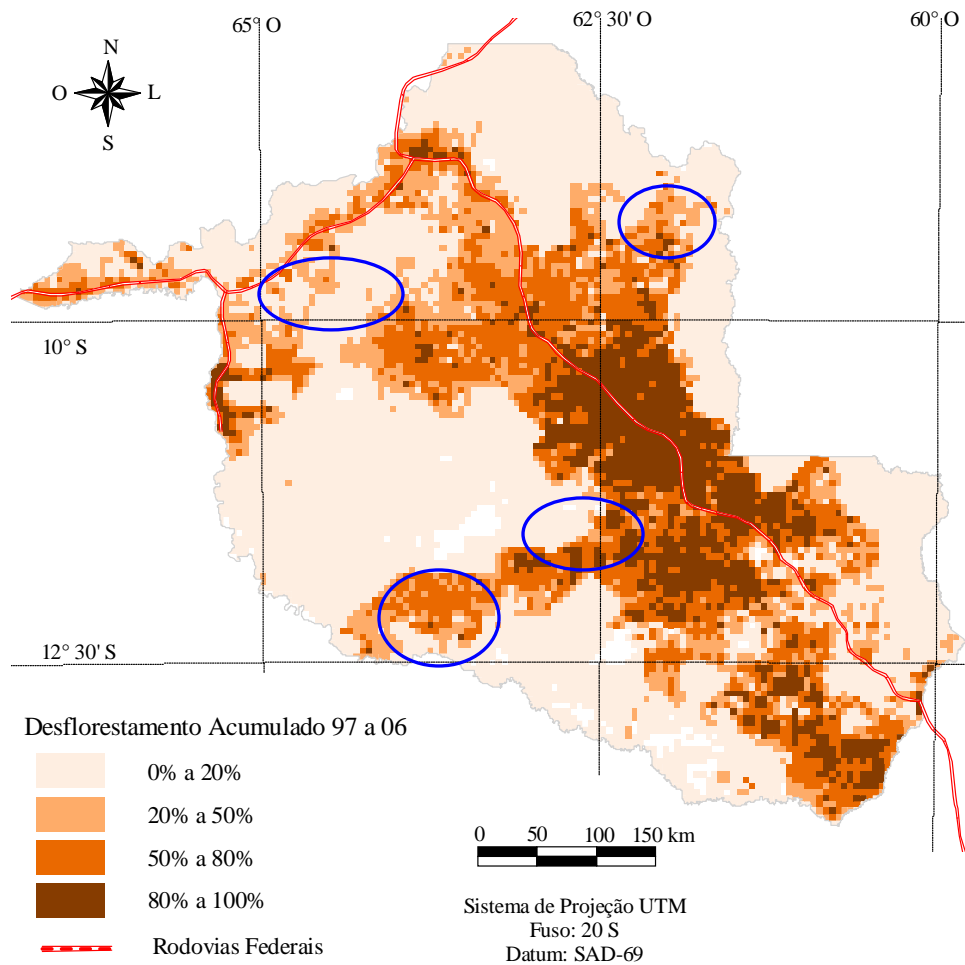 65° O
62° 30' O
60° O
N
O
L
S
10° S
12° 30' S
Desflorestamento Acumulado 97 a 06
0% a 20%
20% a 50%
50% a 80%
80% a 100%
Rodovias Federais
0 50 100 150 km
Sistema de Projeção UTM
Fuso: 20 S
Datum: SAD-69